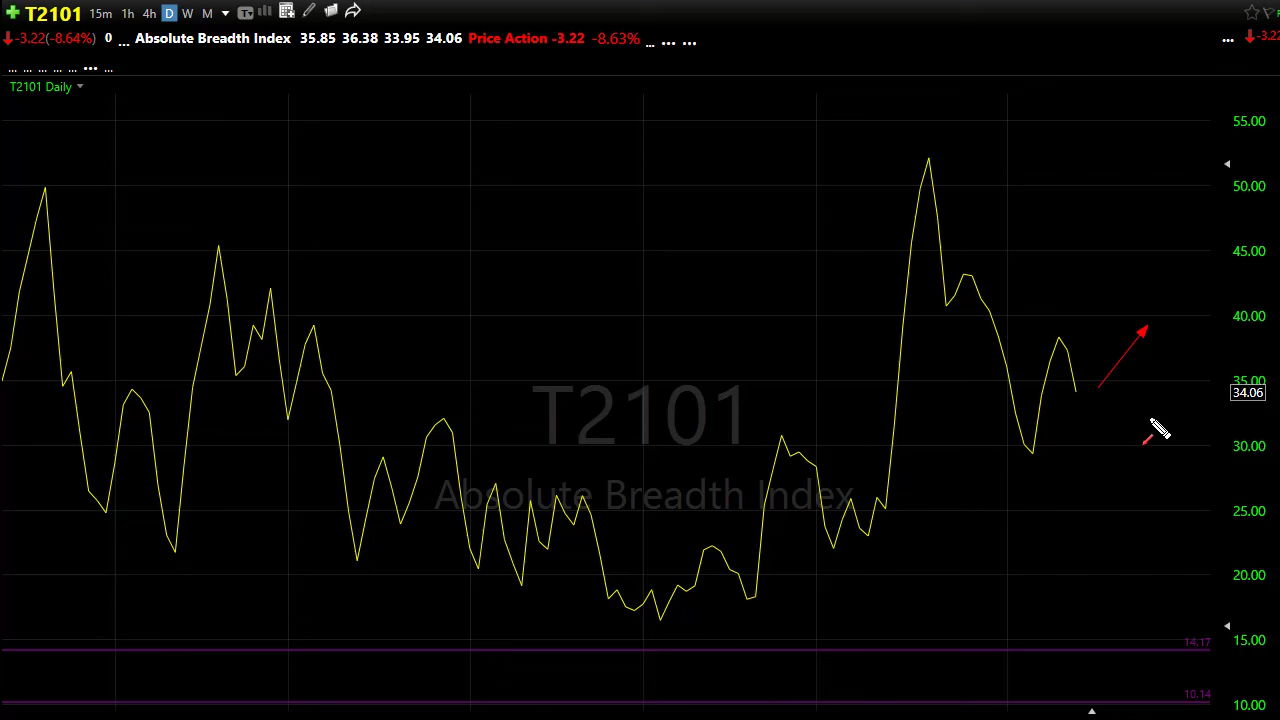 T2101 15m 1h 4h D W M
-3.22(-8.64%) 0 ... Absolute Breadth Index 35.85 36.38 33.95 34.06 Price Action -3.22 -8.63% ... ... ... ... -3.22
... ... ... ... ... ... ...
T2101 Daily
55.00
50.00
45.00
40.00
35.00
34.06
T2101
30.00
Absolute Breadth Index
25.00
20.00
15.00
14.17
10.14
10.00